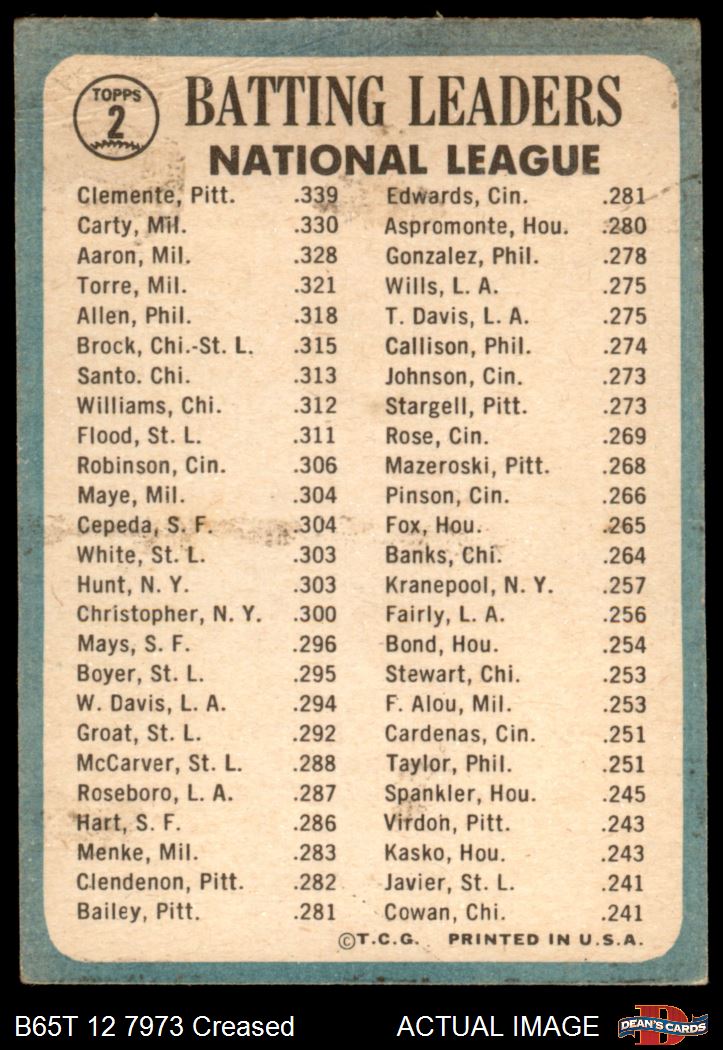 TOPPS
2
BATTING LEADERS
NATIONAL LEAGUE
Clemente, Pitt. .339
Carty, Mil. .330
Aaron, Mil. .328
Torre, Mil. .321
Allen, Phil. .318
Brock, Chi.-St. L. .315
Santo. Chi. .313
Williams, Chi. .312
Flood, St. L. .311
Robinson, Cin. .306
Maye, Mil. .304
Cepeda, S. F. .304
White, St. L. .303
Hunt, N. Y. .303
Christopher, N. Y. .300
Mays, S. F. .296
Boyer, St. L. .295
W. Davis, L. A. .294
Groat, St. L. .292
McCarver, St. L. .288
Roseboro, L. A. .287
Hart, S. F. .286
Menke, Mil. .283
Clendenon, Pitt. .282
Bailey, Pitt. .281
Edwards, Cin. .281
Aspromonte, Hou. .280
Gonzalez, Phil. .278
Wills, L. A. .275
T. Davis, L. A. .275
Callison, Phil. .274
Johnson, Cin. .273
Stargell, Pitt. .273
Rose, Cin. .269
Mazeroski, Pitt. .268
Pinson, Cin. .266
Fox, Hou. .265
Banks, Chi. .264
Kranepool, N. Y. .257
Fairly, L. A. .256
Bond, Hou. .254
Stewart, Chi. .253
F. Alou, Mil. .253
Cardenas, Cin. .251
Taylor, Phil. .251
Spankler, Hou. .245
Virdon, Pitt. .243
Kasko, Hou. .243
Javier, St. L. .241
Cowan, Chi. .241
©T.C.G. PRINTED IN U.S.A.
B65T 12 7973 Creased
ACTUAL IMAGE
D
DEAN'S CARDS